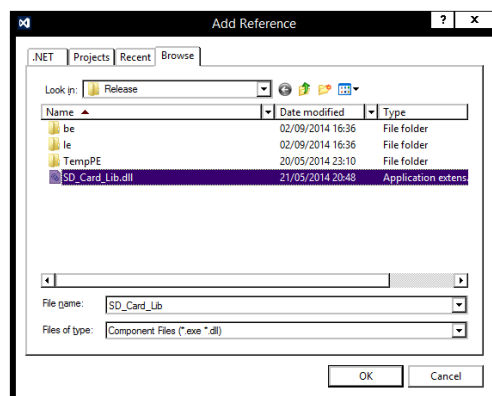 Add Reference
? x
.NET Projects Recent Browse
Look in: Release
Name Date modified Type
be 02/09/2014 16:36 File folder
le 02/09/2014 16:36 File folder
TempPE 20/05/2014 23:10 File folder
SD_Card_Lib.dll 21/05/2014 20:48 Application extens.
File name: SD_Card_Lib
Files of type: Component Files (*.exe *.dll)
OK Cancel